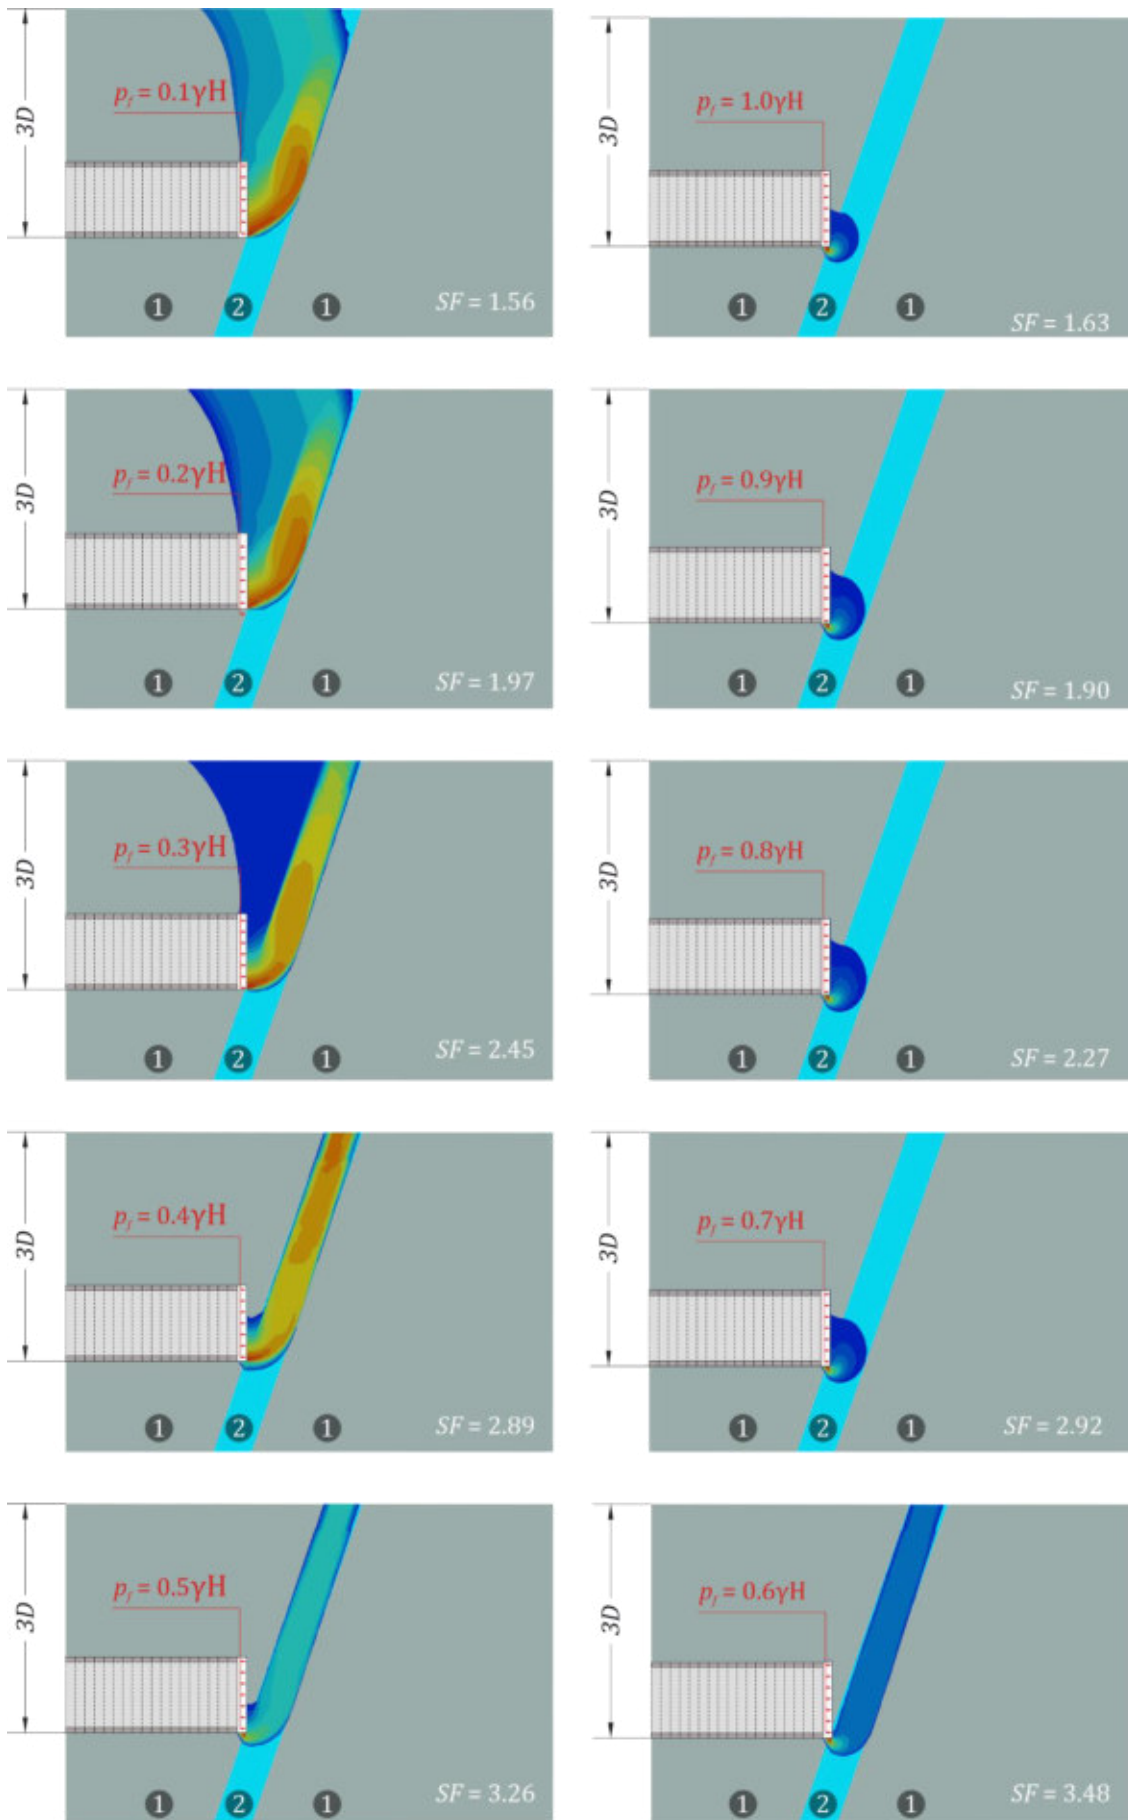 3D
p_f = 0.1γH
1 2 1
SF = 1.56
3D
p_f = 1.0γH
1 2 1
SF = 1.63
3D
p_f = 0.2γH
1 2 1
SF = 1.97
3D
p_f = 0.9γH
1 2 1
SF = 1.90
3D
p_f = 0.3γH
1 2 1
SF = 2.45
3D
p_f = 0.8γH
1 2 1
SF = 2.27
3D
p_f = 0.4γH
1 2 1
SF = 2.89
3D
p_f = 0.7γH
1 2 1
SF = 2.92
3D
p_f = 0.5γH
1 2 1
SF = 3.26
3D
p_f = 0.6γH
1 2 1
SF = 3.48